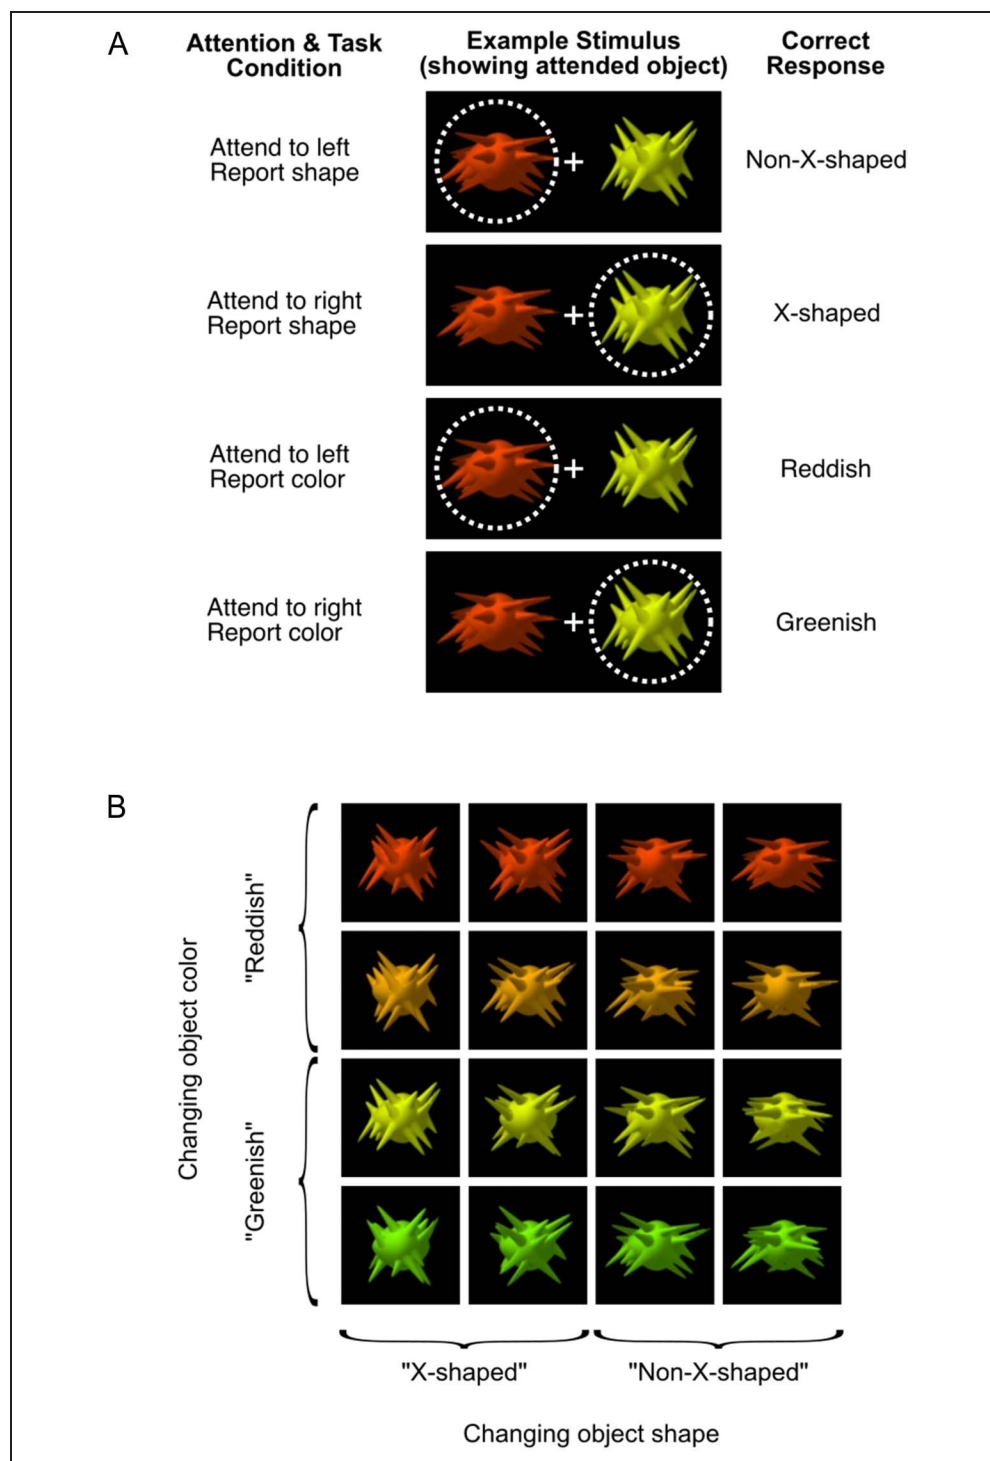 A
Attention & Task
Condition
Example Stimulus
(showing attended object)
Correct
Response
Attend to left
Report shape
+
Non-X-shaped
Attend to right
Report shape
+
X-shaped
Attend to left
Report color
+
Reddish
Attend to right
Report color
+
Greenish
B
Changing object color
"Reddish"
"Greenish"
"X-shaped"
"Non-X-shaped"
Changing object shape